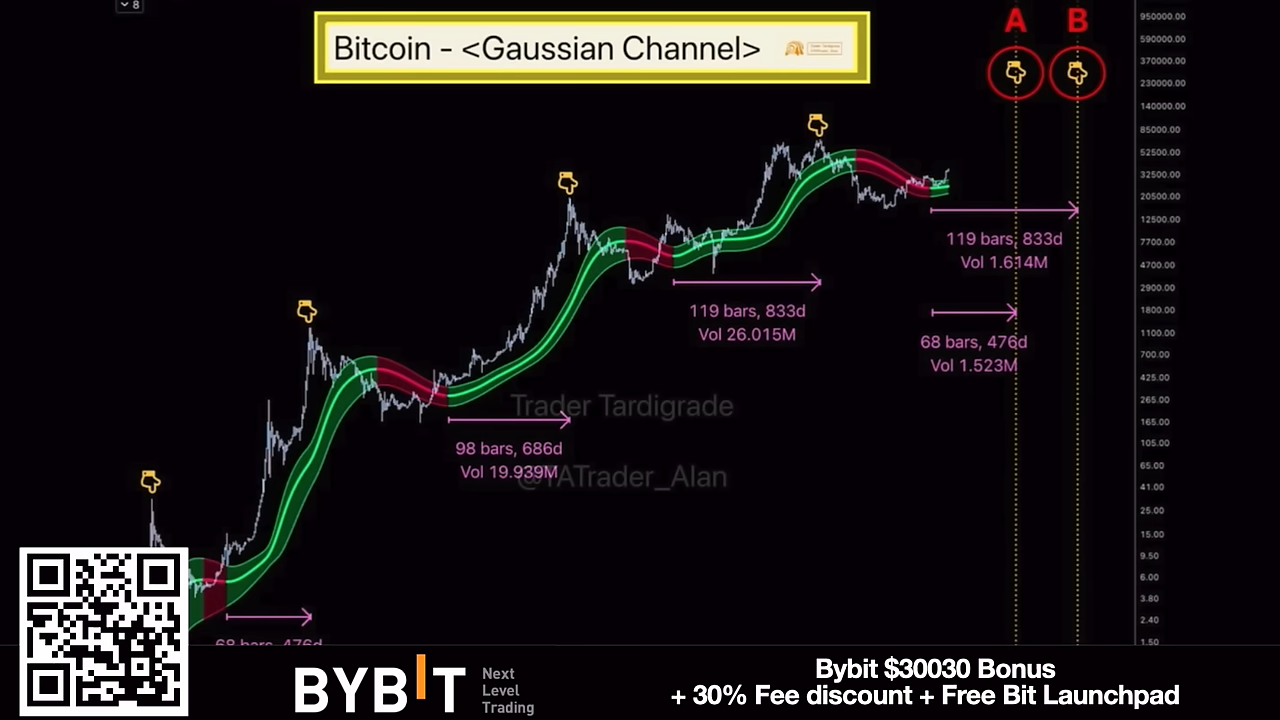 8
Bitcoin - <Gaussian Channel>
A
B
950000.00
590000.00
370000.00
230000.00
140000.00
85000.00
52500.00
32500.00
20500.00
12500.00
7700.00
4700.00
2900.00
1800.00
1100.00
700.00
425.00
265.00
165.00
105.00
65.00
41.00
25.00
15.00
9.50
6.00
3.80
2.40
1.50
119 bars, 833d
Vol 1.614M
119 bars, 833d
Vol 26.015M
68 bars, 476d
Vol 1.523M
Trader Tardigrade
98 bars, 686d
Vol 19.939M
@TATrader_Alan
68 bars, 476d
BYBIT
Next
Level
Trading
Bybit $30030 Bonus
+ 30% Fee discount + Free Bit Launchpad